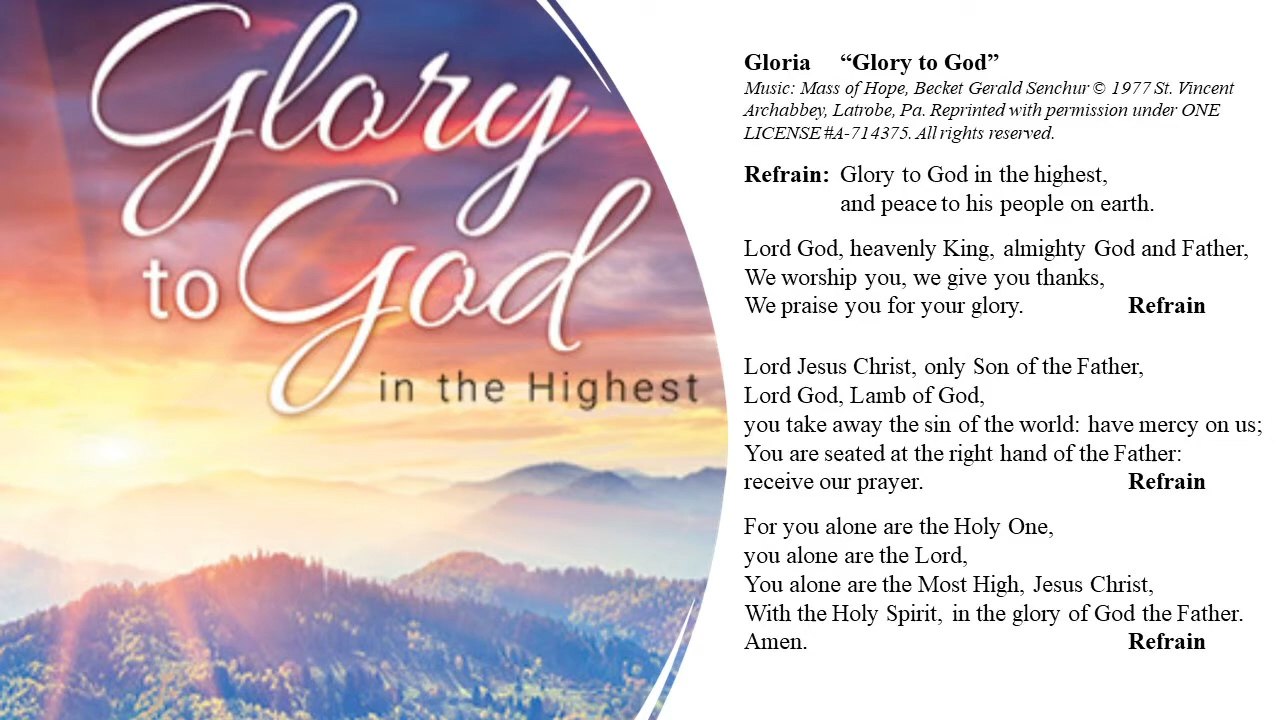 Glory
to God
in the Highest
Gloria “Glory to God”
Music: Mass of Hope, Becket Gerald Senchur © 1977 St. Vincent
Archabbey, Latrobe, Pa. Reprinted with permission under ONE
LICENSE #A-714375. All rights reserved.
Refrain: Glory to God in the highest,
and peace to his people on earth.
Lord God, heavenly King, almighty God and Father,
We worship you, we give you thanks,
We praise you for your glory. Refrain
Lord Jesus Christ, only Son of the Father,
Lord God, Lamb of God,
you take away the sin of the world: have mercy on us;
You are seated at the right hand of the Father:
receive our prayer. Refrain
For you alone are the Holy One,
you alone are the Lord,
You alone are the Most High, Jesus Christ,
With the Holy Spirit, in the glory of God the Father.
Amen. Refrain